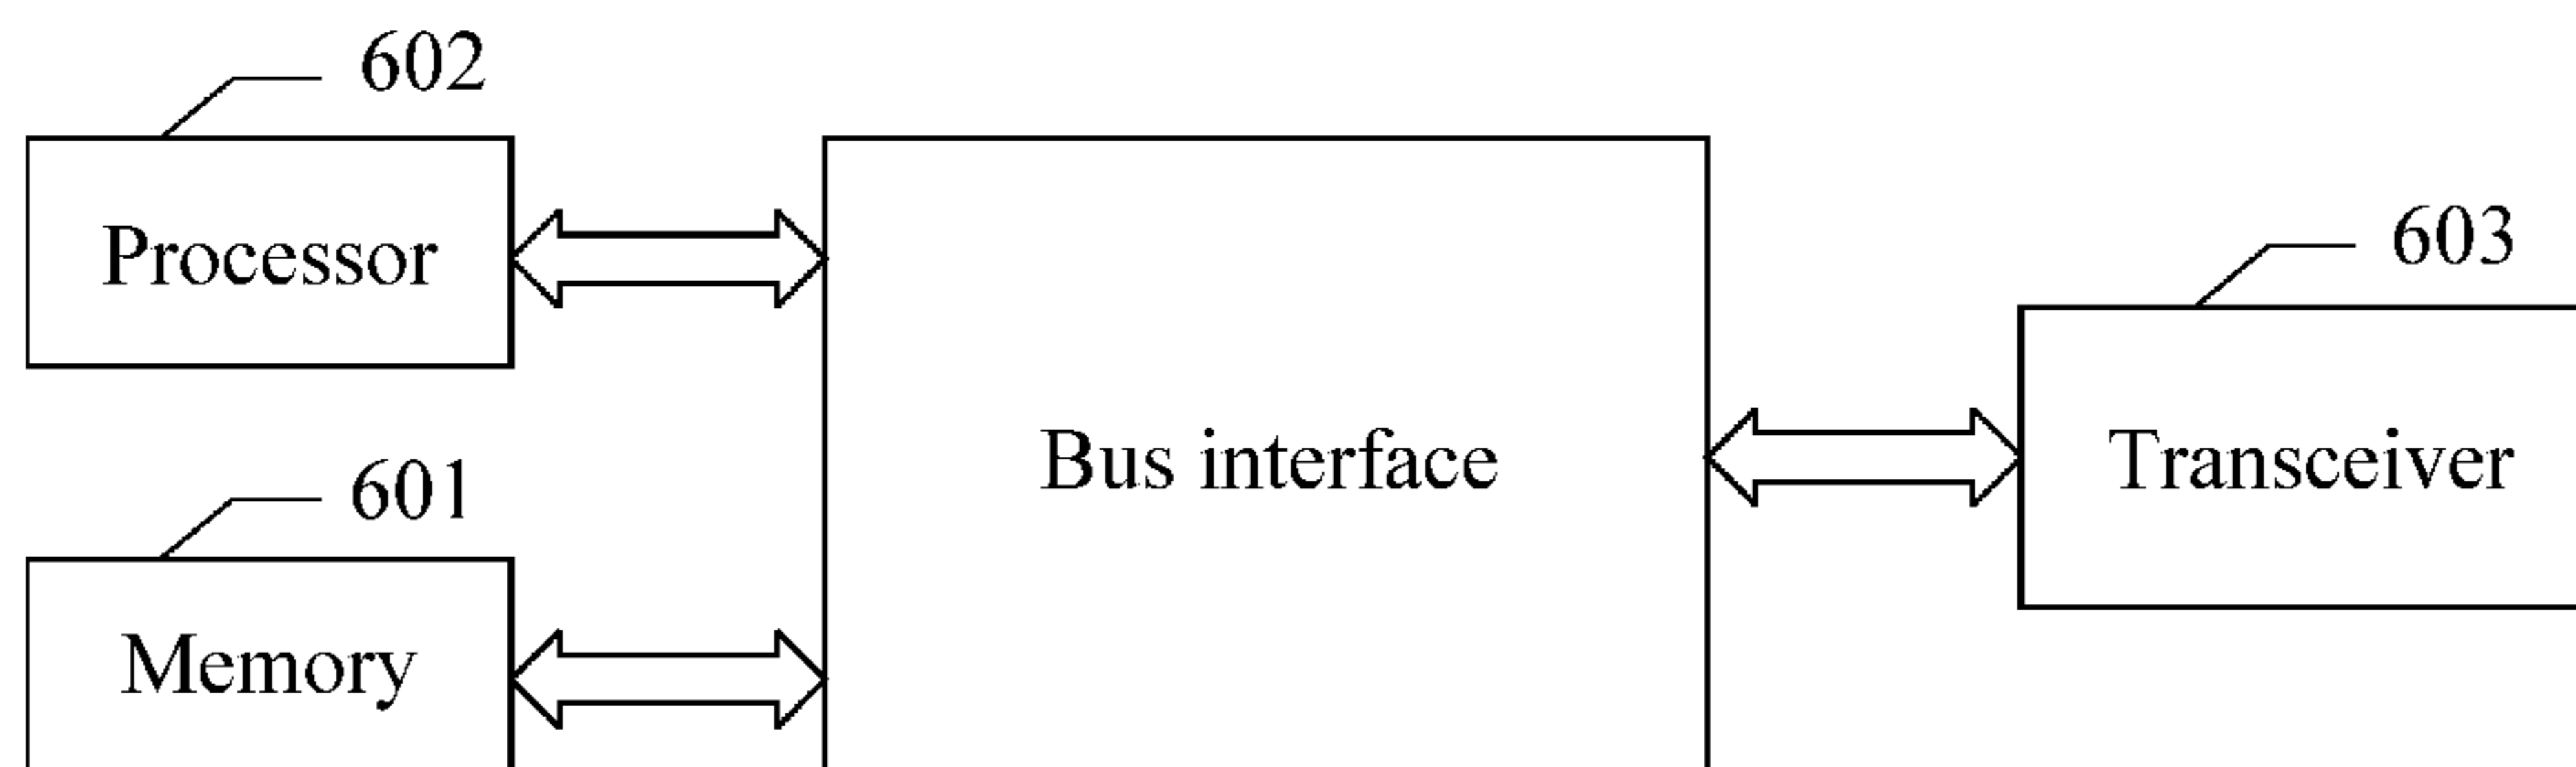 602
Processor
603
601
Bus interface
Transceiver
Memory